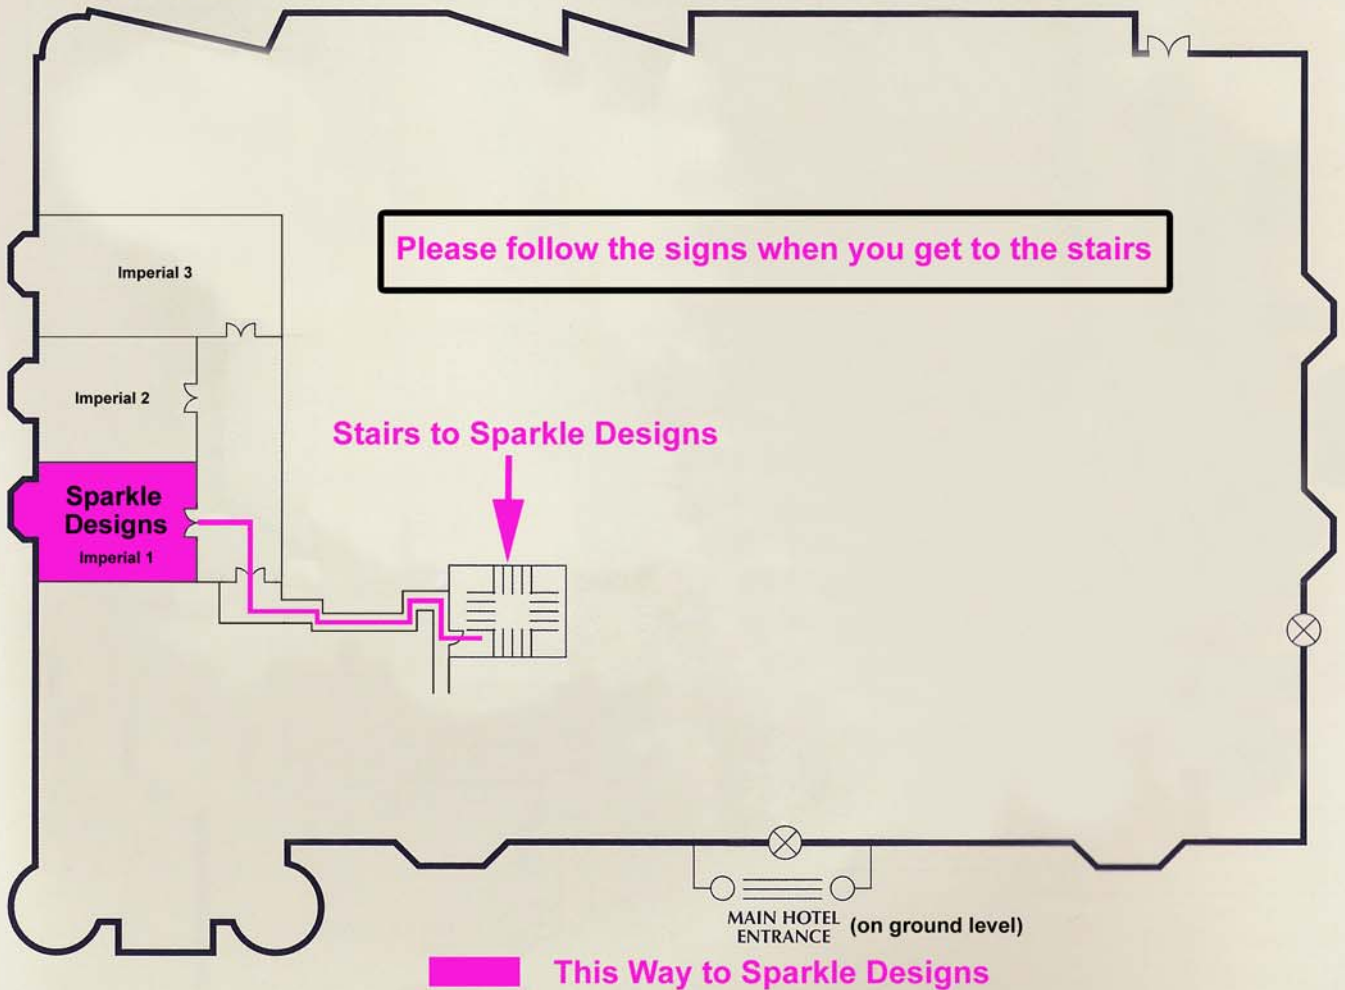 Please follow the signs when you get to the stairs
Imperial 3
Imperial 2
Stairs to Sparkle Designs
Sparkle
Designs
Imperial 1
MAIN HOTEL
ENTRANCE
(on ground level)
This Way to Sparkle Designs